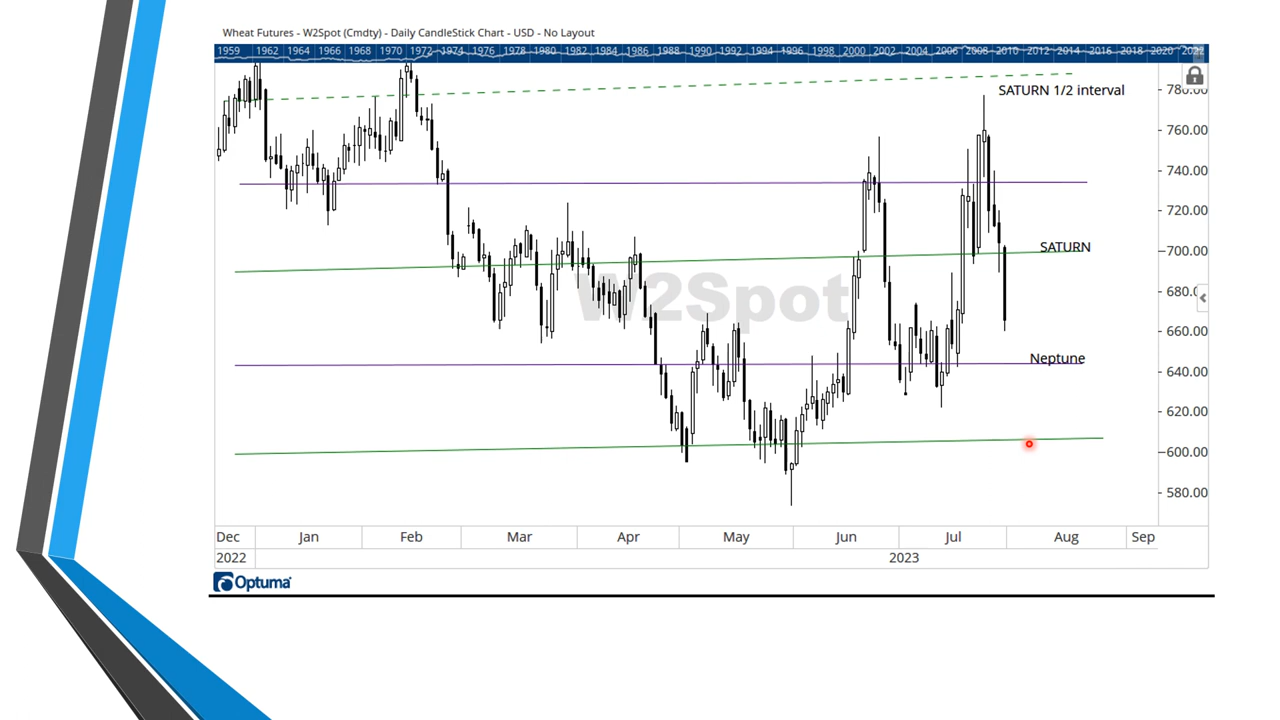 Wheat Futures - W2Spot (Cmdty) - Daily CandleStick Chart - USD - No Layout
1959 1962 1964 1966 1968 1970 1972 1974 1976 1978 1980 1982 1984 1986 1988 1990 1992 1994 1996 1998 2000 2002 2004 2006 2008 2010 2012 2014 2016 2018 2020
SATURN 1/2 interval
780.00
760.00
740.00
720.00
SATURN
700.00
W2Spot
660.00
Neptune
640.00
620.00
600.00
580.00
Dec Jan Feb Mar Apr May Jun Jul Aug Sep
2022 2023
Optuma